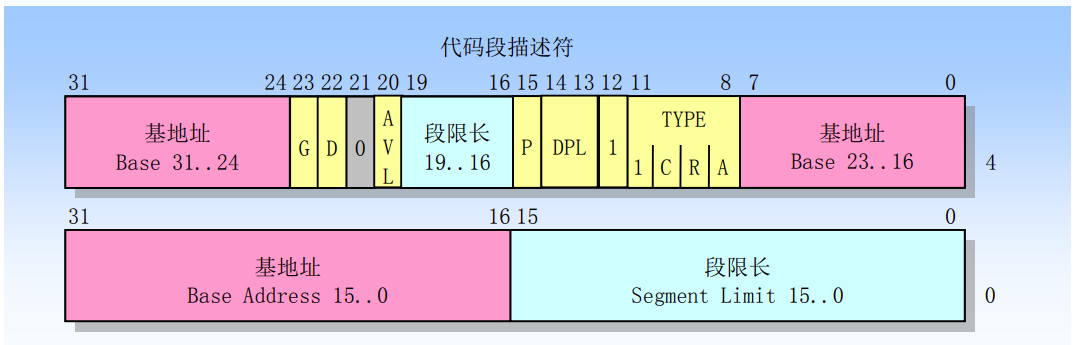 代码段描述符
31 24 23 22 21 20 19 16 15 14 13 12 11 8 7 0
基地址
Base 31..24
G
D
0
A
V
L
段限长
19..16
P
DPL
1
TYPE
1 C R A
基地址
Base 23..16
4
31 16 15 0
基地址
Base Address 15..0
段限长
Segment Limit 15..0
0